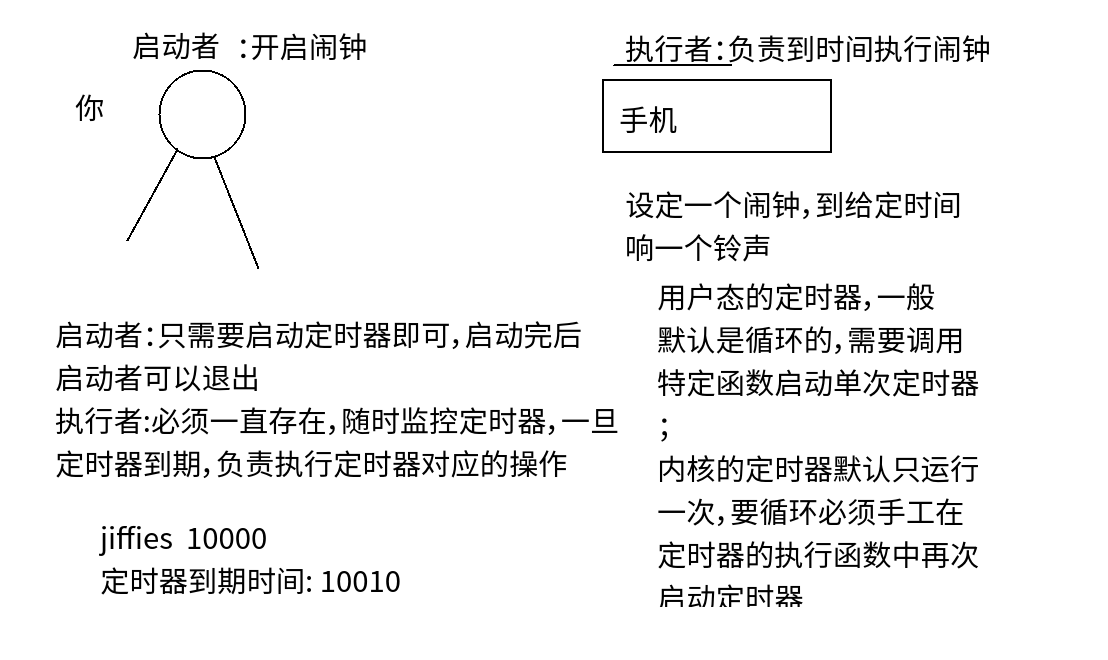 启动者 ：开启闹钟
你
启动者：只需要启动定时器即可，启动完后
启动者可以退出
执行者:必须一直存在，随时监控定时器，一旦
定时器到期，负责执行定时器对应的操作
jiffies 10000
定时器到期时间: 10010
执行者：负责到时间执行闹钟
手机
设定一个闹钟，到给定时间
响一个铃声
用户态的定时器，一般
默认是循环的，需要调用
特定函数启动单次定时器
；
内核的定时器默认只运行
一次，要循环必须手工在
定时器的执行函数中再次
启动定时器